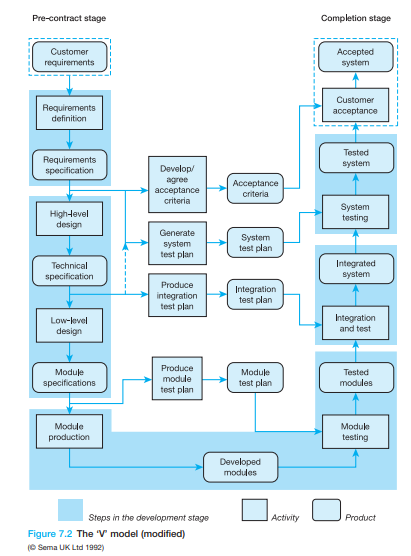 Pre-contract stage
Completion stage
Customer
requirements
Accepted
system
Requirements
definition
Customer
acceptance
Requirements
specification
Develop/
agree
acceptance
criteria
Acceptance
criteria
Tested
system
High-level
design
Generate
system
test plan
System
test plan
System
testing
Technical
specification
Produce
integration
test plan
Integration
test plan
Integrated
system
Low-level
design
Integration
and test
Module
specifications
Produce
module
test plan
Module
test plan
Tested
modules
Module
production
Module
testing
Developed
modules
Steps in the development stage
Activity
Product
Figure 7.2 The ‘V’ model (modified)
(© Sema UK Ltd 1992)